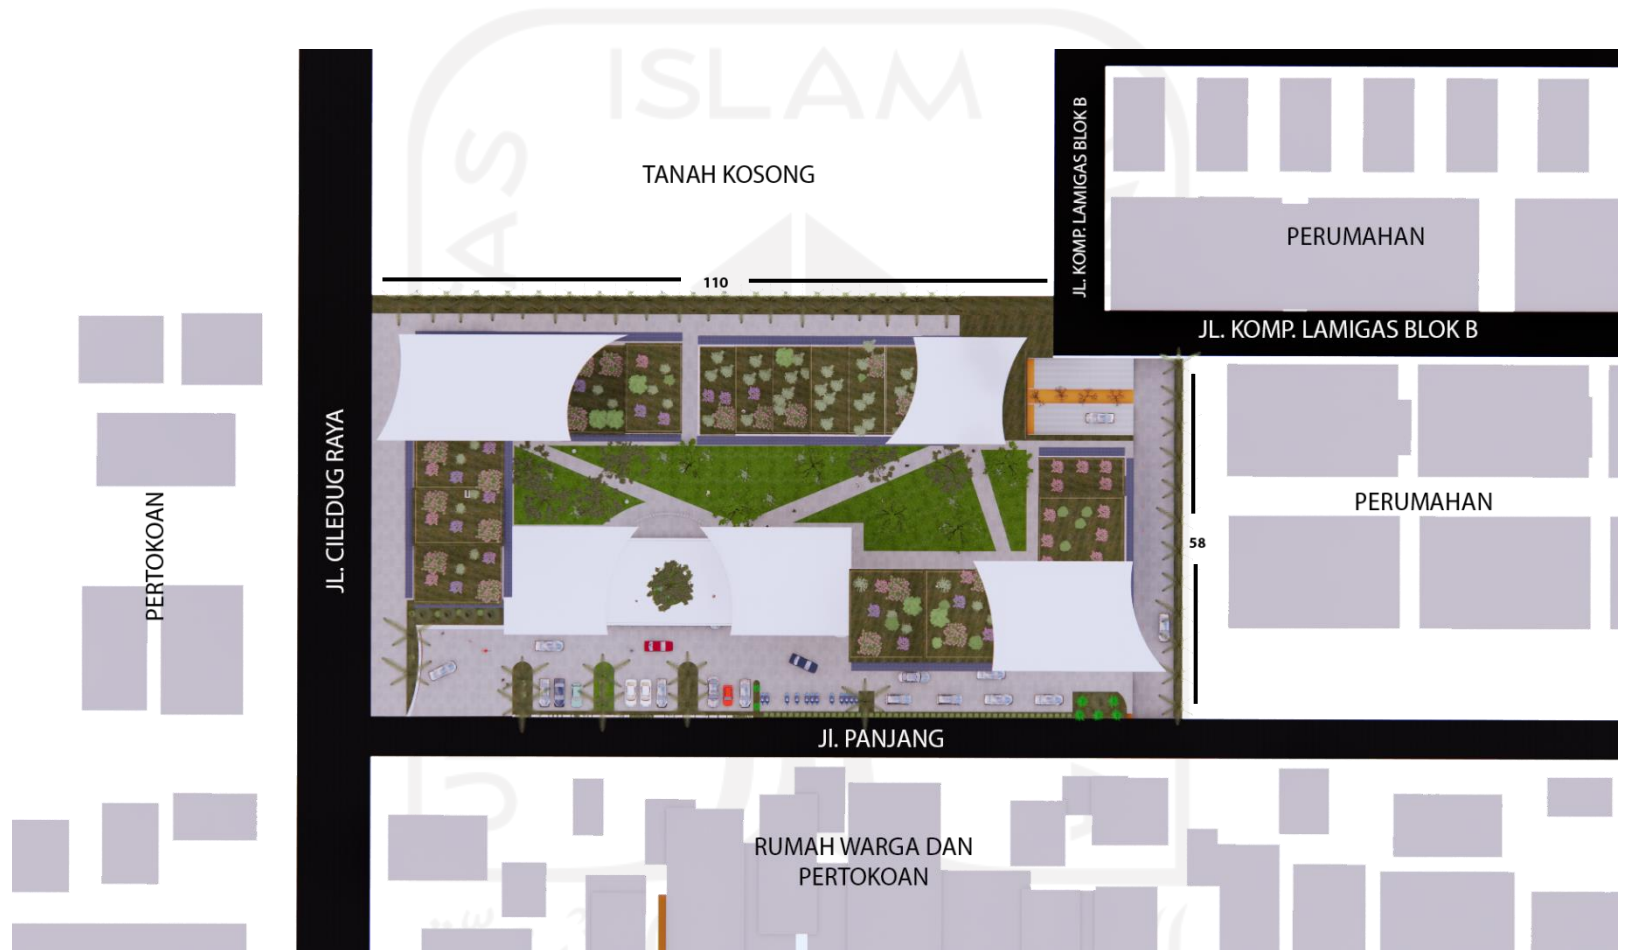 ISLAM
TANAH KOSONG
JL. KOMP. LAMIGAS BLOK B
PERUMAHAN
110
JL. KOMP. LAMIGAS BLOK B
JL. CILEDUG RAYA
PERTOKOAN
PERUMAHAN
58
Jl. PANJANG
RUMAH WARGA DAN
PERTOKOAN